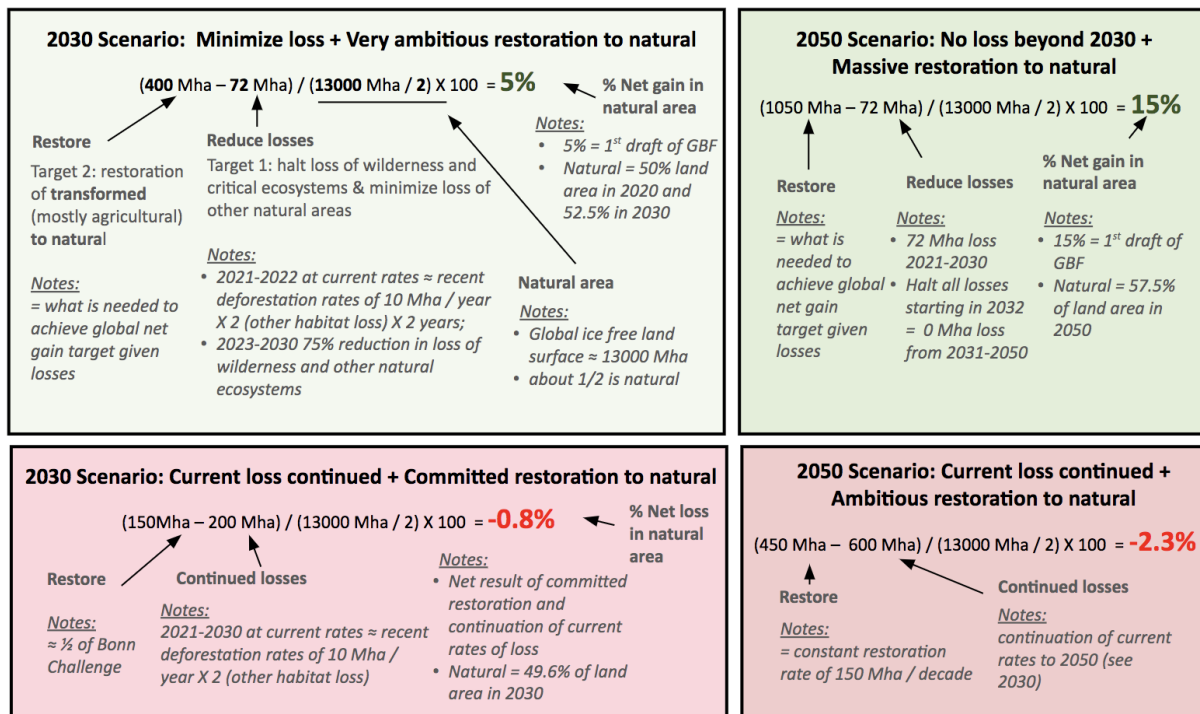 2030 Scenario: Minimize loss + Very ambitious restoration to natural
(400 Mha – 72 Mha) / (13000 Mha / 2) X 100 = 5%
% Net gain in
natural area
Notes:
• 5% = 1st draft of GBF
• Natural = 50% land
area in 2020 and
52.5% in 2030
Restore
Target 2: restoration
of transformed
(mostly agricultural)
to natural
Notes:
= what is needed to
achieve global net
gain target given
losses
Reduce losses
Target 1: halt loss of wilderness and
critical ecosystems & minimize loss of
other natural areas
Notes:
• 2021-2022 at current rates ≈ recent
deforestation rates of 10 Mha / year
X 2 (other habitat loss) X 2 years;
• 2023-2030 75% reduction in loss of
wilderness and other natural
ecosystems
Natural area
Notes:
• Global ice free land
surface ≈ 13000 Mha
• about 1/2 is natural
2050 Scenario: No loss beyond 2030 +
Massive restoration to natural
(1050 Mha – 72 Mha) / (13000 Mha / 2) X 100 = 15%
Restore
Notes:
= what is
needed to
achieve global
net gain
target given
losses
Reduce losses
Notes:
• 72 Mha loss
2021-2030
• Halt all losses
starting in 2032
= 0 Mha loss
from 2031-2050
% Net gain in
natural area
Notes:
• 15% = 1st draft of
GBF
• Natural = 57.5%
of land area in
2050
2030 Scenario: Current loss continued + Committed restoration to natural
(150Mha – 200 Mha) / (13000 Mha / 2) X 100 = -0.8%
% Net loss
in natural
area
Restore
Notes:
≈ ⅓ of Bonn
Challenge
Continued losses
Notes:
2021-2030 at current rates ≈ recent
deforestation rates of 10 Mha /
year X 2 (other habitat loss)
Notes:
• Net result of committed
restoration and
continuation of current
rates of loss
• Natural = 49.6% of land
area in 2030
2050 Scenario: Current loss continued +
Ambitious restoration to natural
(450 Mha – 600 Mha) / (13000 Mha / 2) X 100 = -2.3%
Restore
Notes:
= constant restoration
rate of 150 Mha / decade
Continued losses
Notes:
continuation of current
rates to 2050 (see
2030)